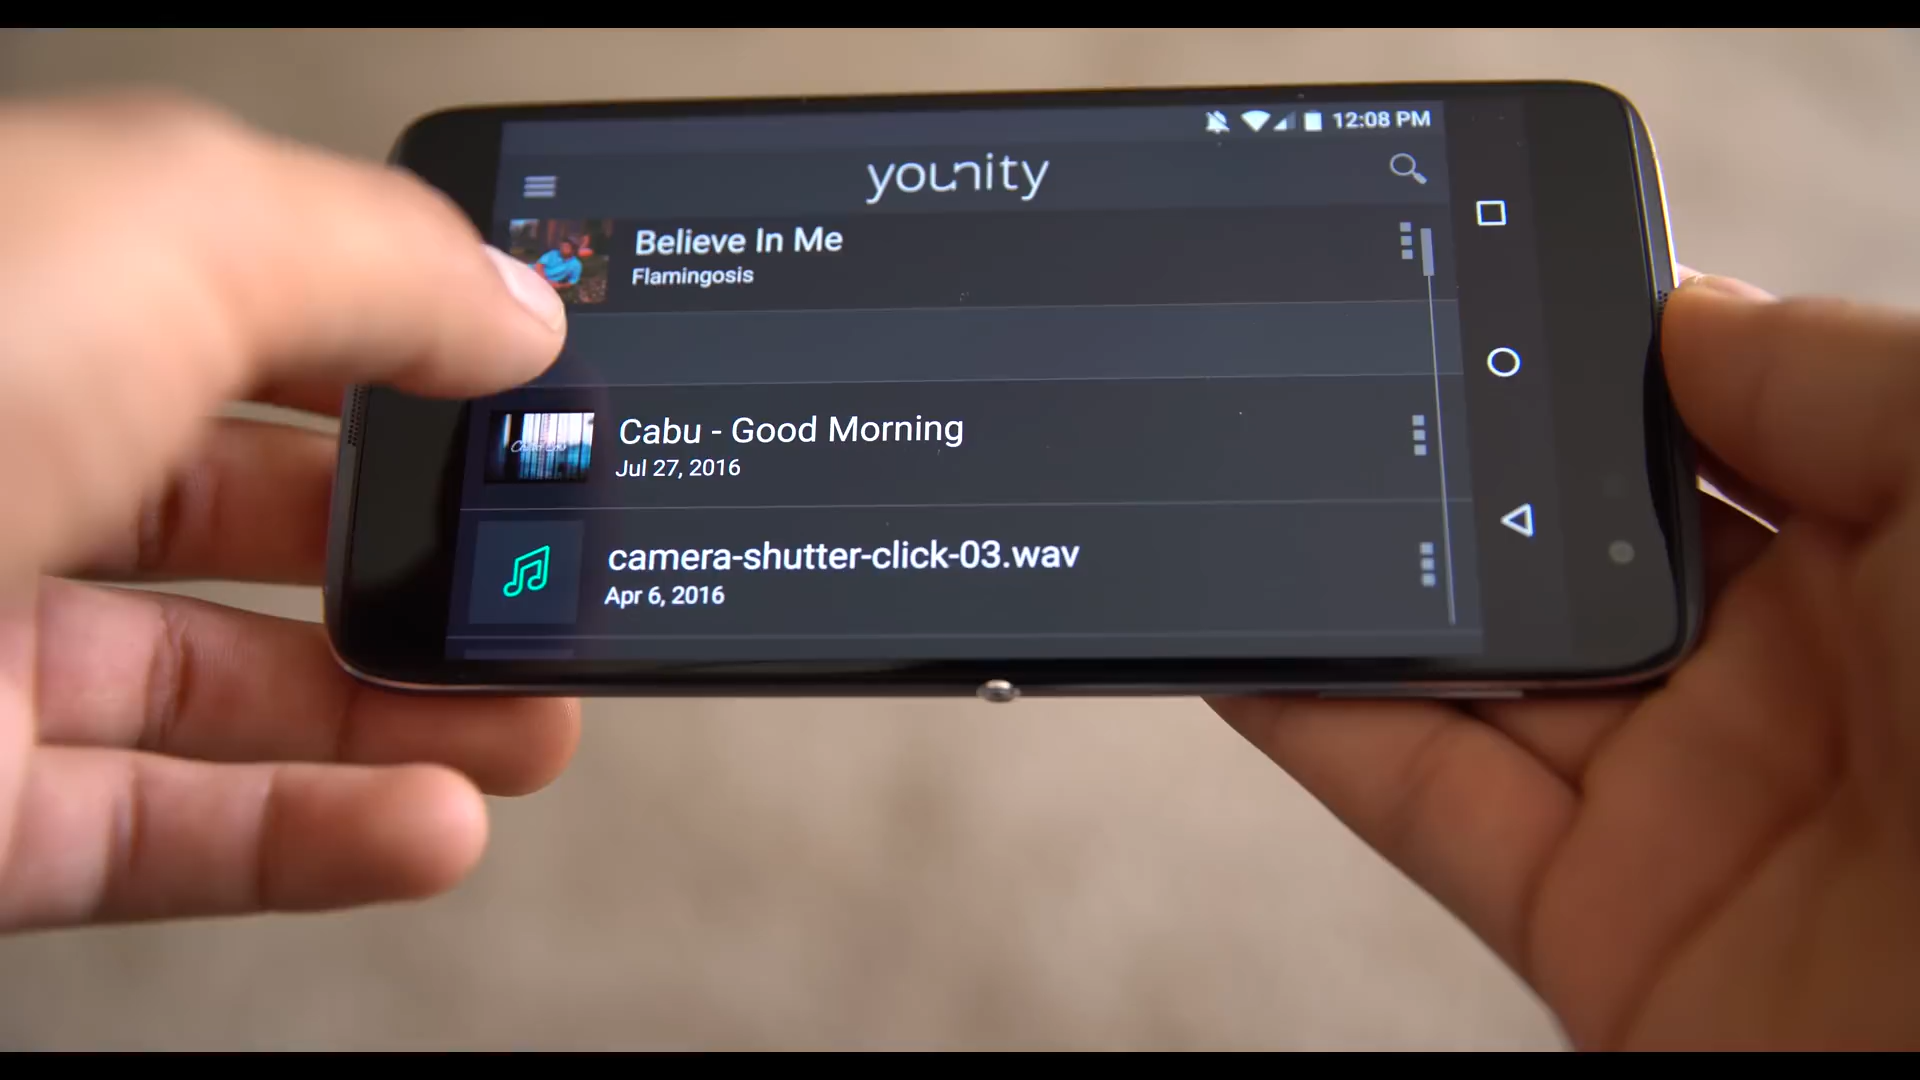 12:08 PM
younity
Believe In Me
Flamingosis
Cabu - Good Morning
Jul 27, 2016
camera-shutter-click-03.wav
Apr 6, 2016